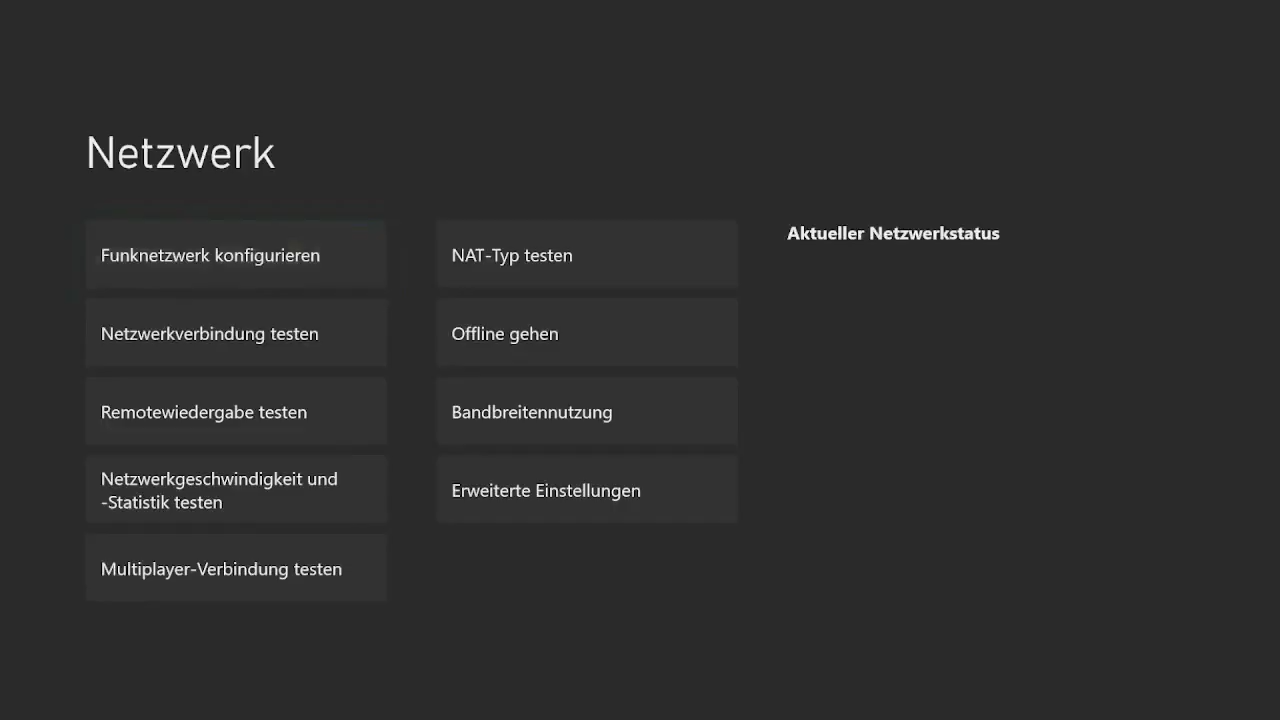 Netzwerk
Funknetzwerk konfigurieren
Netzwerkverbindung testen
Remotewiedergabe testen
Netzwerkgeschwindigkeit und
-Statistik testen
Multiplayer-Verbindung testen
NAT-Typ testen
Offline gehen
Bandbreitennutzung
Erweiterte Einstellungen
Aktueller Netzwerkstatus